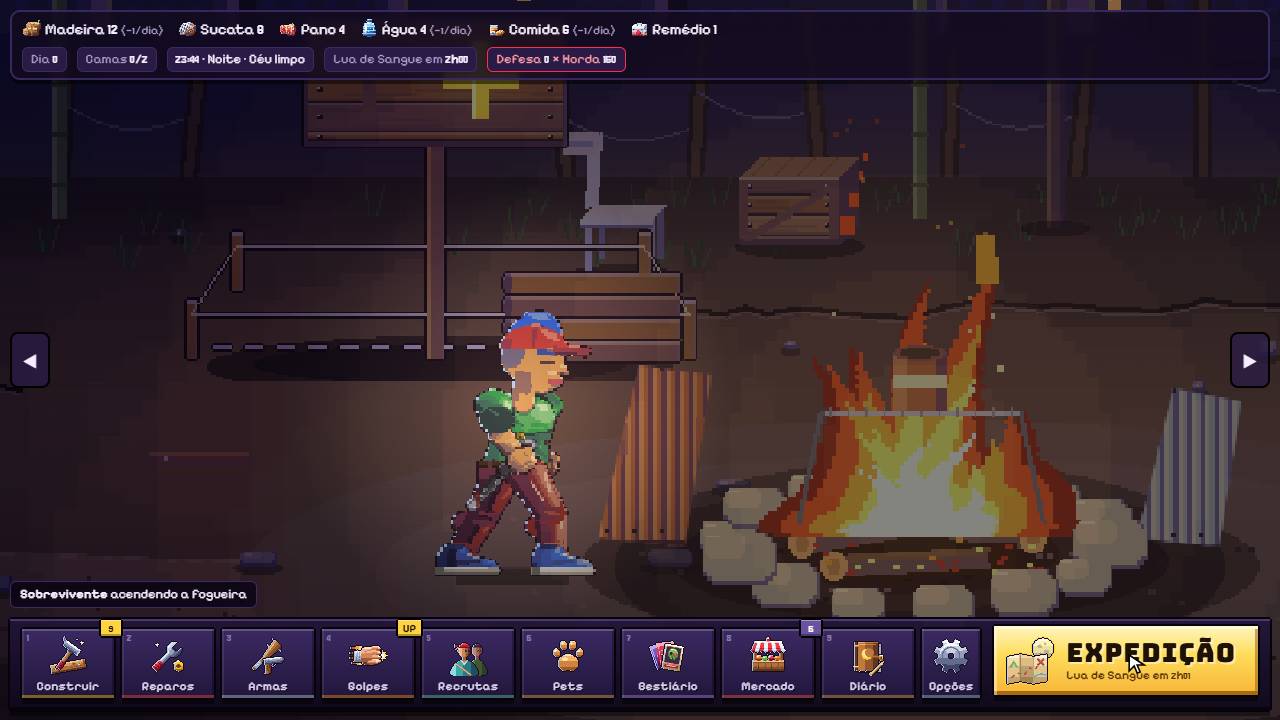 Madeira 12 (-1/dia) Sucata 8 Pano 4 Água 4 (-1/dia) Comida 6 (-1/dia) Remédio 1
Dia 0 Camas 0/2 23:44 · Noite · Céu limpo Lua de Sangue em 2h00 Defesa 0 × Horda 160
◀ ▶
Sobrevivente acendendo a fogueira
9 UP 6
1 2 3 4 5 6 7 8 9
Construir Reparos Armas Golpes Recrutas Pets Bestiário Mercado Diário Opções
EXPEDIÇÃO
Lua de Sangue em 2h01